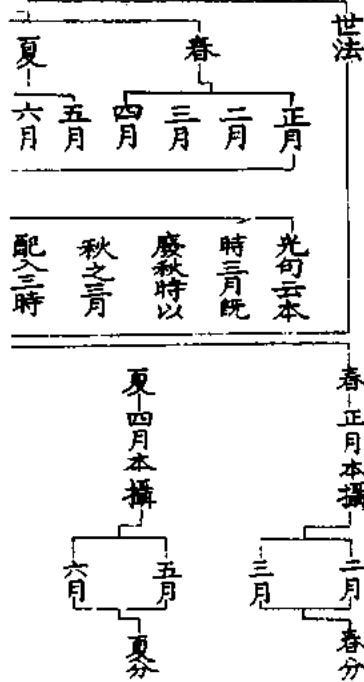 世法
春
正月
二月
三月
四月
夏
五月
六月
光句云本
時三月既
廢秋時以
秋之三月
配入三時
春
正月本攝
二月
三月
春分
夏
四月本攝
五月
六月
夏分